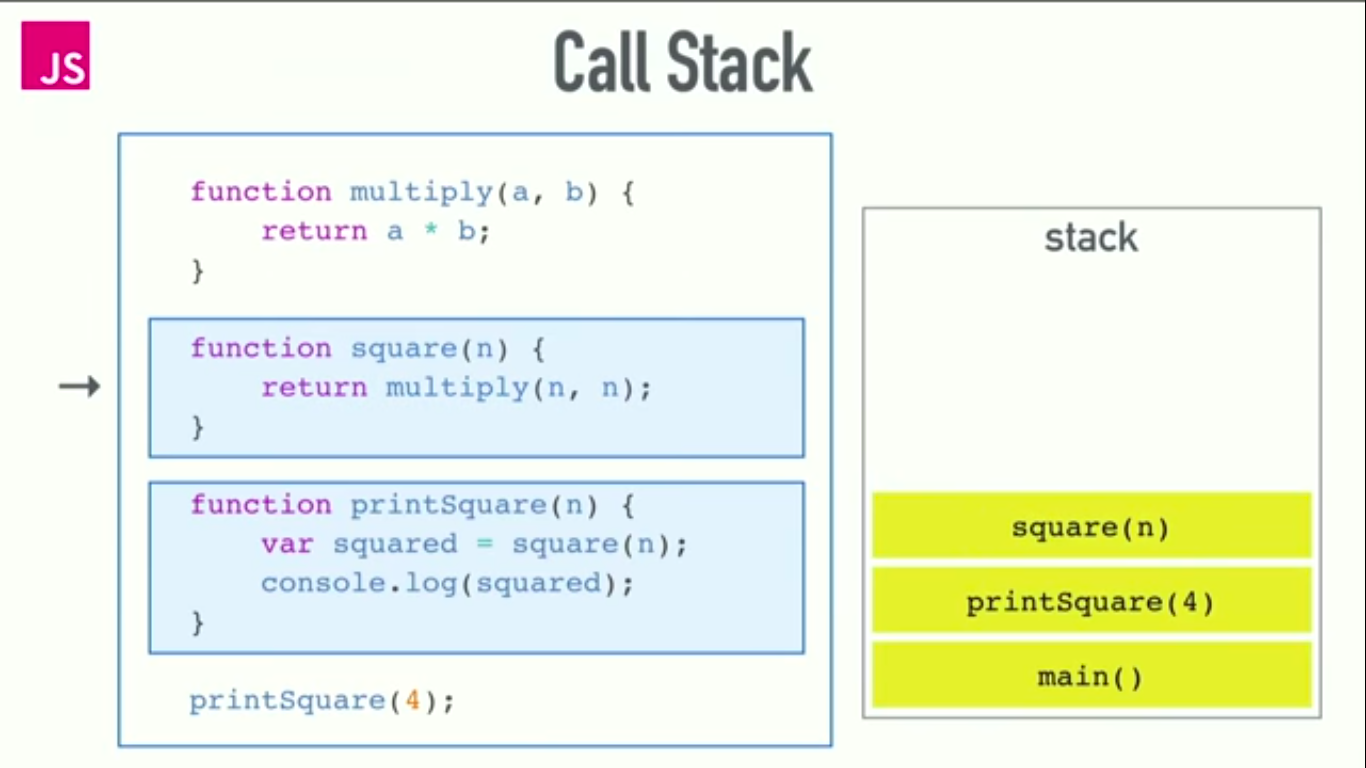 JS
Call Stack
function multiply(a, b) {
    return a * b;
}
function square(n) {
    return multiply(n, n);
}
function printSquare(n) {
    var squared = square(n);
    console.log(squared);
}
printSquare(4);
stack
square(n)
printSquare(4)
main()